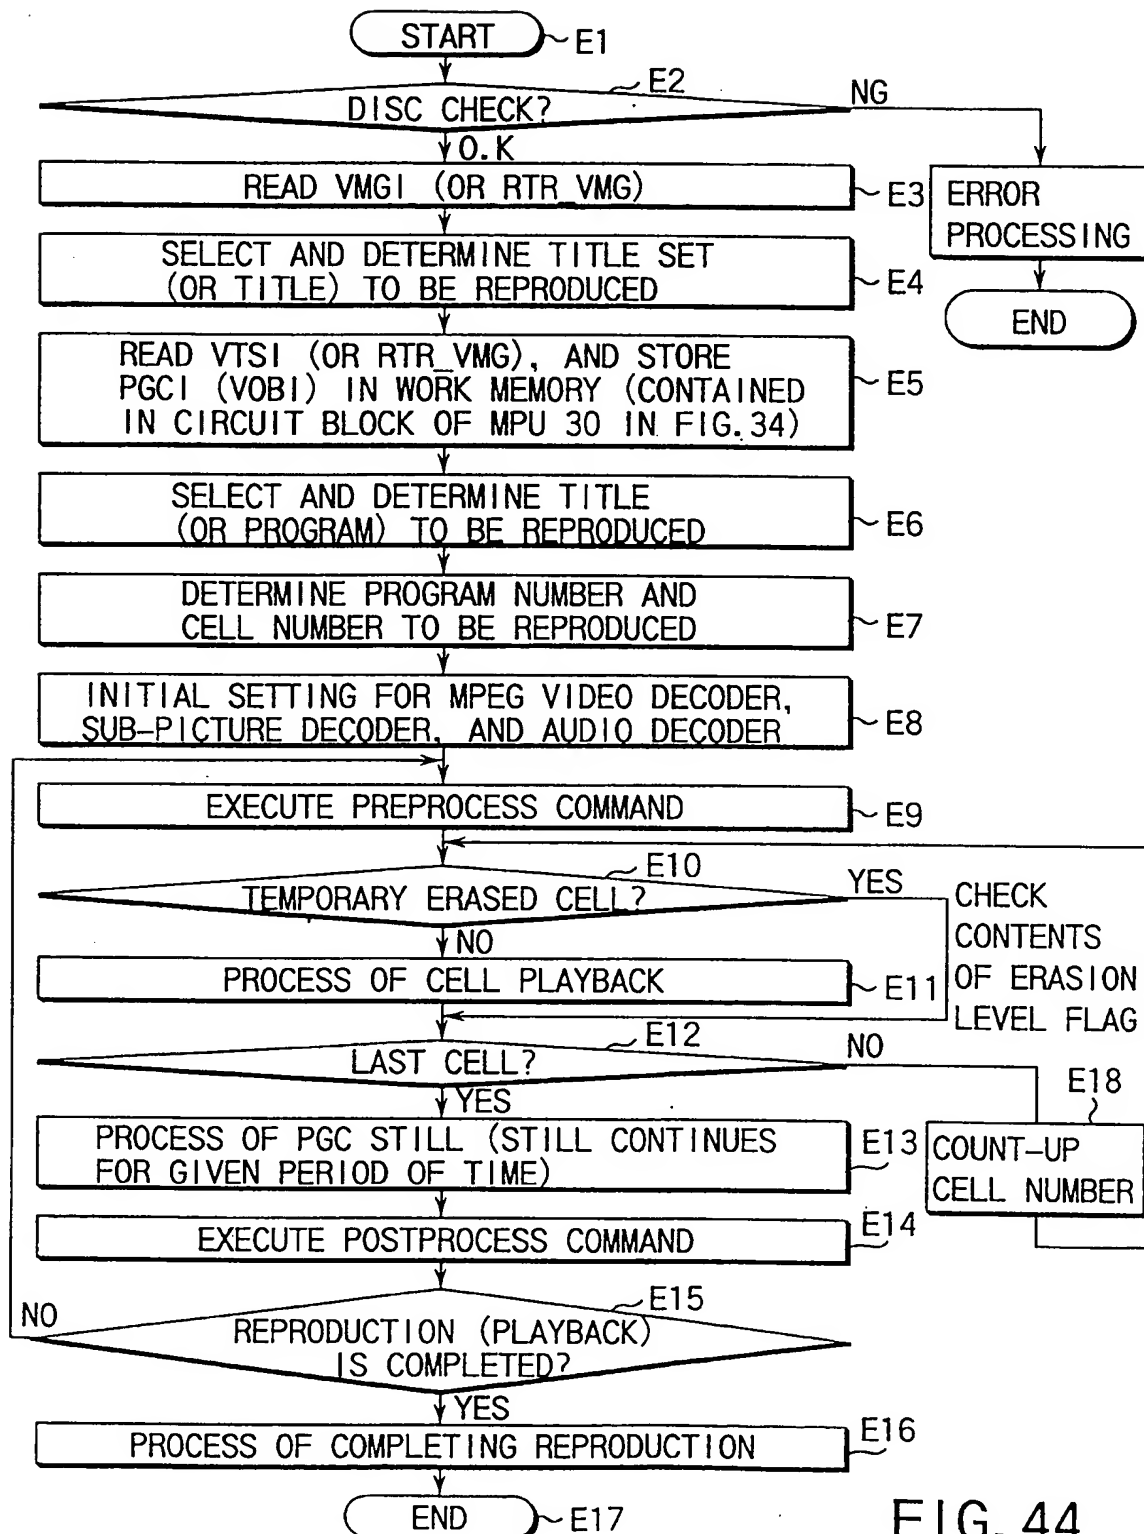 START
E1
DISC CHECK?
E2
NG
O.K
READ VMGI (OR RTR_VMG)
E3
ERROR
PROCESSING
END
SELECT AND DETERMINE TITLE SET
(OR TITLE) TO BE REPRODUCED
E4
READ VTSI (OR RTR_VMG), AND STORE
PGCI (VOBI) IN WORK MEMORY (CONTAINED
IN CIRCUIT BLOCK OF MPU 30 IN FIG.34)
E5
SELECT AND DETERMINE TITLE
(OR PROGRAM) TO BE REPRODUCED
E6
DETERMINE PROGRAM NUMBER AND
CELL NUMBER TO BE REPRODUCED
E7
INITIAL SETTING FOR MPEG VIDEO DECODER,
SUB-PICTURE DECODER, AND AUDIO DECODER
E8
EXECUTE PREPROCESS COMMAND
E9
E10
TEMPORARY ERASED CELL?
YES
NO
CHECK
CONTENTS
OF ERASION
LEVEL FLAG
PROCESS OF CELL PLAYBACK
E11
E12
LAST CELL?
NO
YES
E18
COUNT-UP
CELL NUMBER
PROCESS OF PGC STILL (STILL CONTINUES
FOR GIVEN PERIOD OF TIME)
E13
EXECUTE POSTPROCESS COMMAND
E14
E15
NO
REPRODUCTION (PLAYBACK)
IS COMPLETED?
YES
PROCESS OF COMPLETING REPRODUCTION
E16
END
E17
FIG. 44